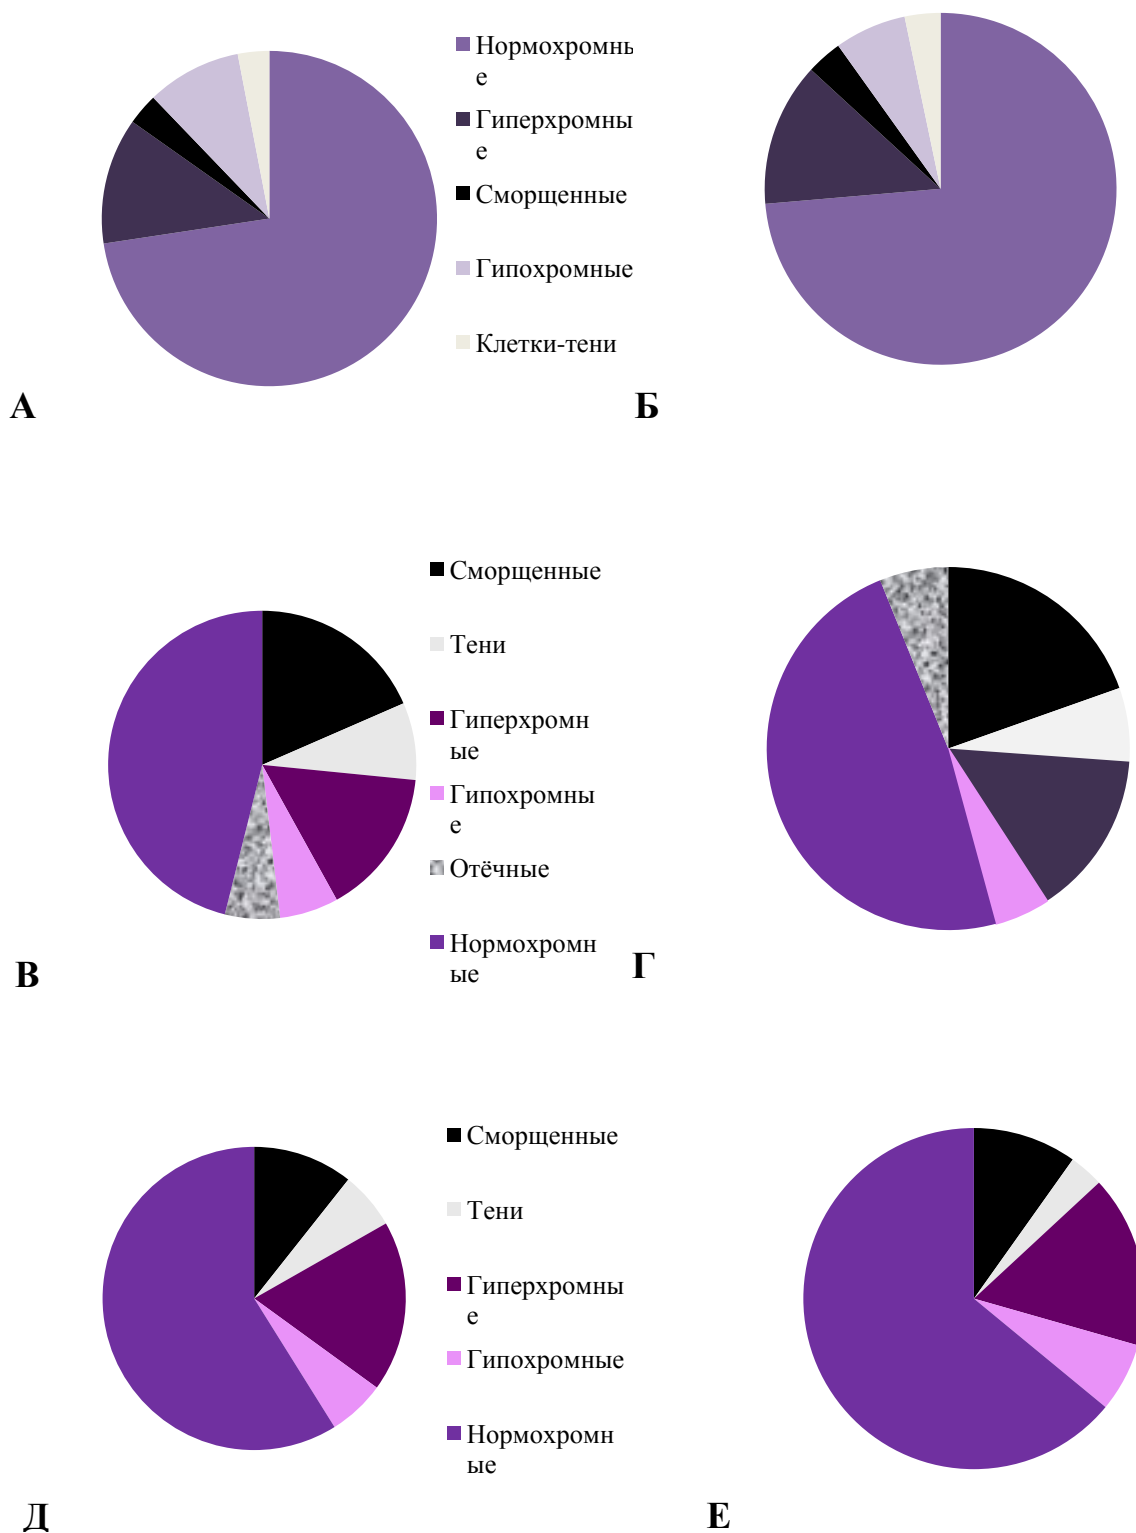 Нормохромны
е
Гиперхромны
е
Сморщенные
Гипохромные
Клетки-тени
А
Б
Сморщенные
Тени
Гиперхромн
ые
Гипохромны
е
Отёчные
Нормохромн
ые
В
Г
Сморщенные
Тени
Гиперхромны
е
Гипохромные
Нормохромн
ые
Д
Е